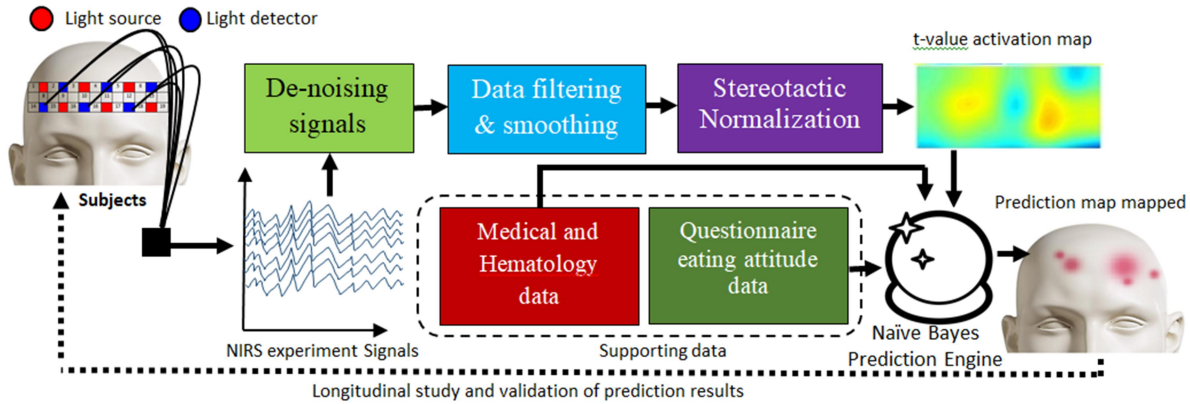 Light source
Light detector
t-value activation map
De-noising
signals
Data filtering
& smoothing
Stereotactic
Normalization
Subjects
Prediction map mapped
Medical and
Hematology
data
Questionnaire
eating attitude
data
NIRS experiment Signals
Supporting data
Naïve Bayes
Prediction Engine
Longitudinal study and validation of prediction results